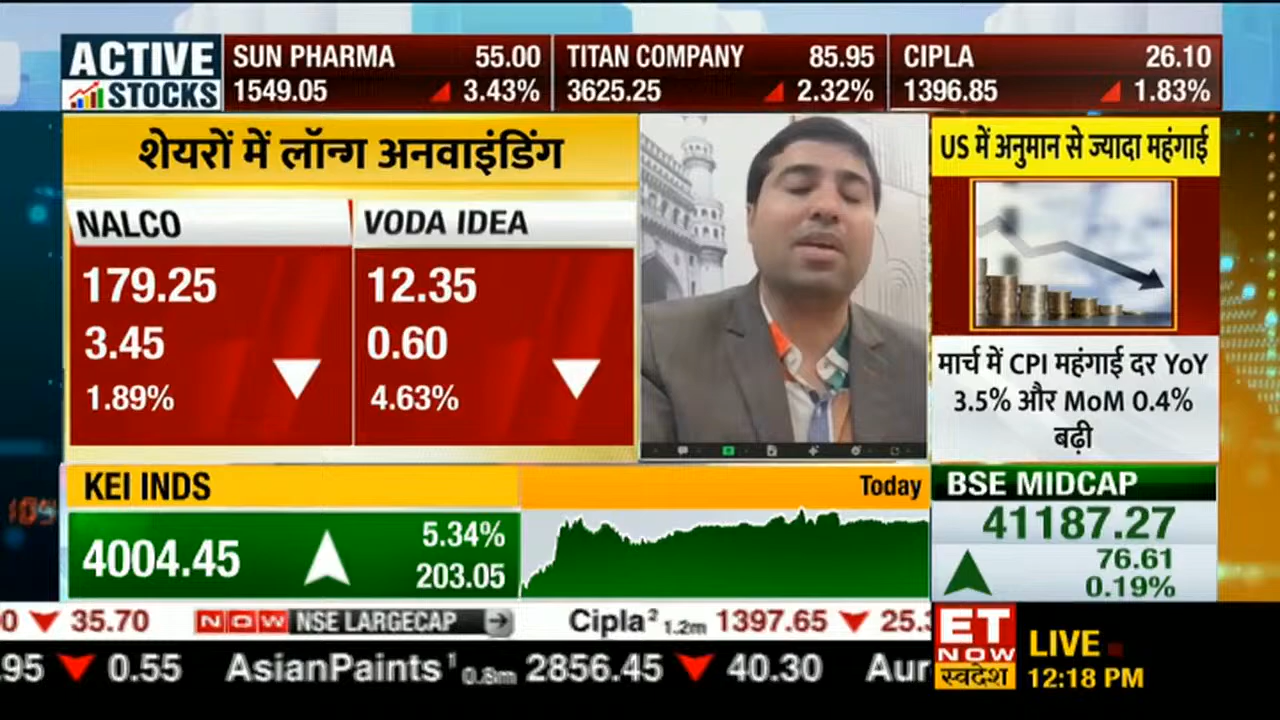 ACTIVE STOCKS
SUN PHARMA 55.00
1549.05 3.43%
TITAN COMPANY 85.95
3625.25 2.32%
CIPLA 26.10
1396.85 1.83%
शेयरों में लॉन्ग अनवाइंडिंग
NALCO
179.25
3.45
1.89%
VODA IDEA
12.35
0.60
4.63%
US में अनुमान से ज्यादा महंगाई
मार्च में CPI महंगाई दर YoY
3.5% और MoM 0.4%
बढ़ी
KEI INDS
4004.45
5.34%
203.05
Today
BSE MIDCAP
41187.27
76.61
0.19%
0 35.70 NOW NSE LARGECAP Cipla² 1.2m 1397.65 25.3
.95 0.55 AsianPaints¹ 0.8m 2856.45 40.30 Aur
ET
NOW
स्वदेश
LIVE
12:18 PM